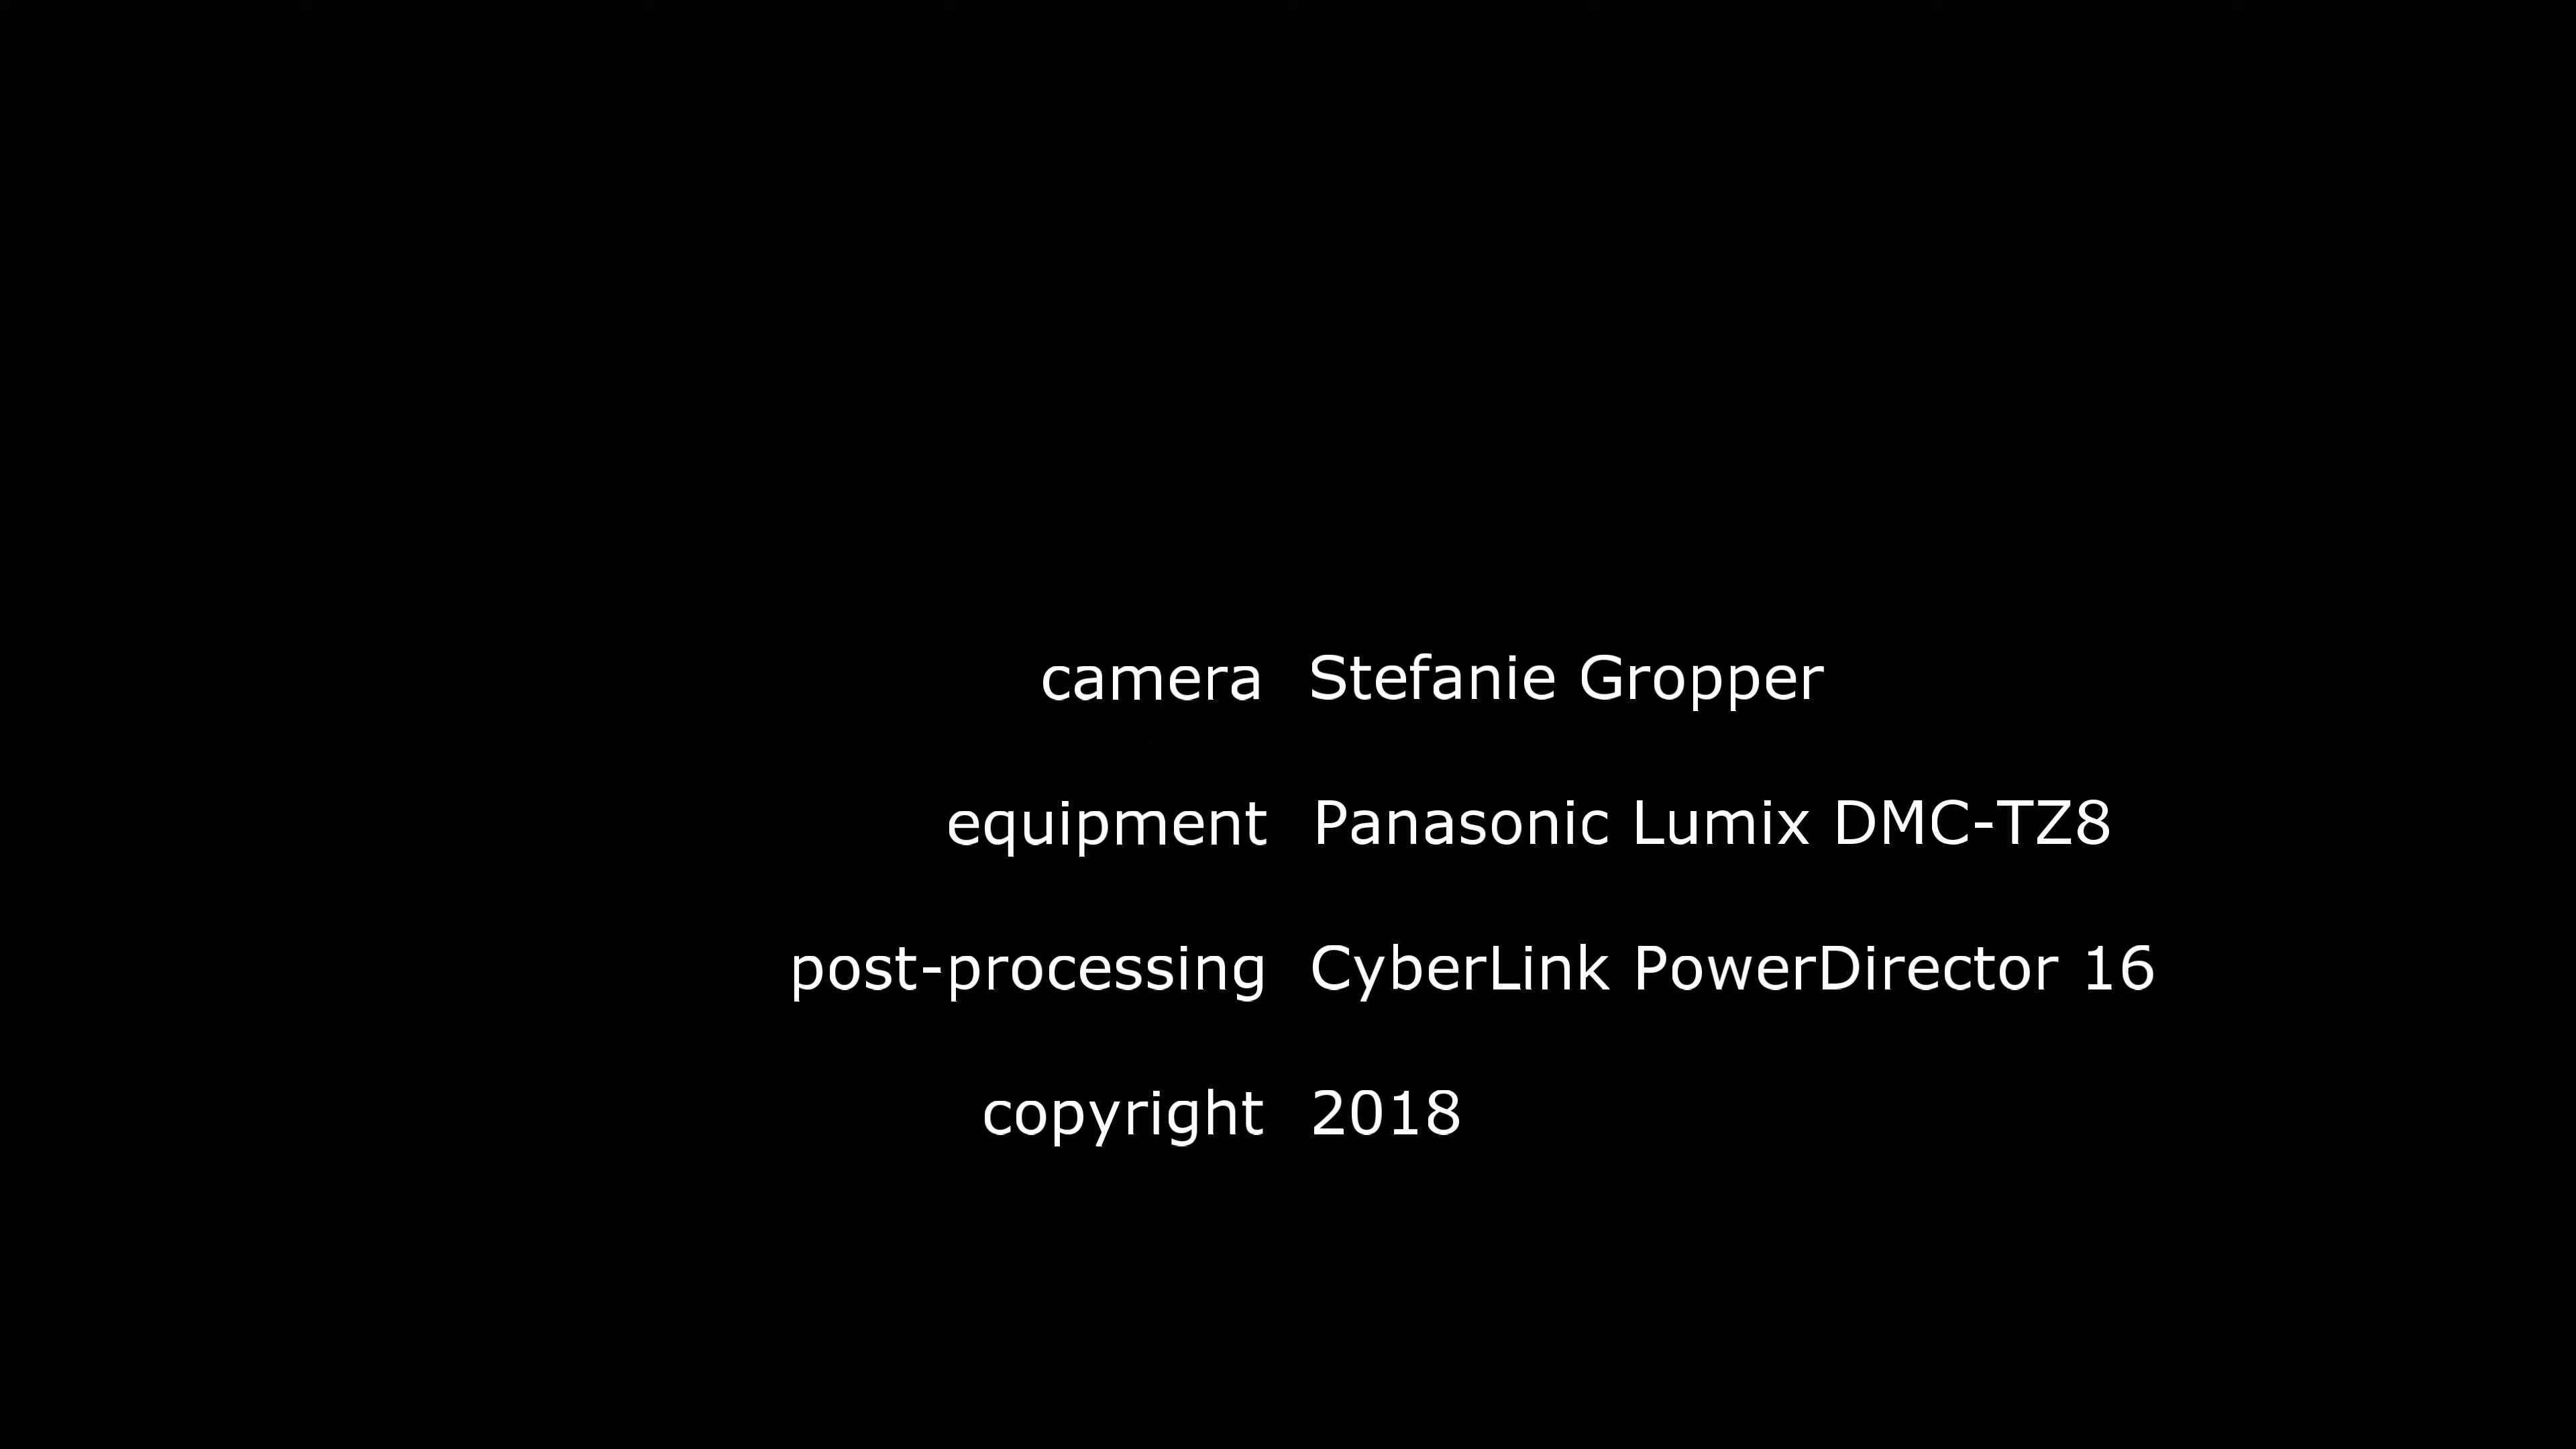 camera Stefanie Gropper
equipment Panasonic Lumix DMC-TZ8
post-processing CyberLink PowerDirector 16
copyright 2018